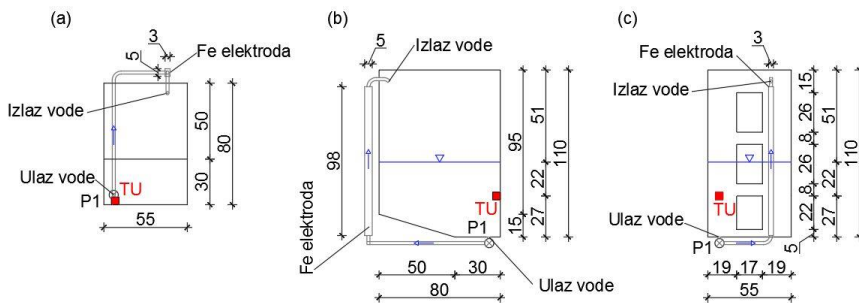 (a)
3
5
Fe elektroda
Izlaz vode
50
80
30
Ulaz vode
TU
P1
55
(b)
5
Izlaz vode
98
51
95
110
22
TU
27
15
P1
Fe elektroda
50
30
80
Ulaz vode
(c)
Fe elektroda
3
Izlaz vode
15
26
51
8
26
110
22
8
TU
22
27
Ulaz vode
P1
5
19
17
19
55